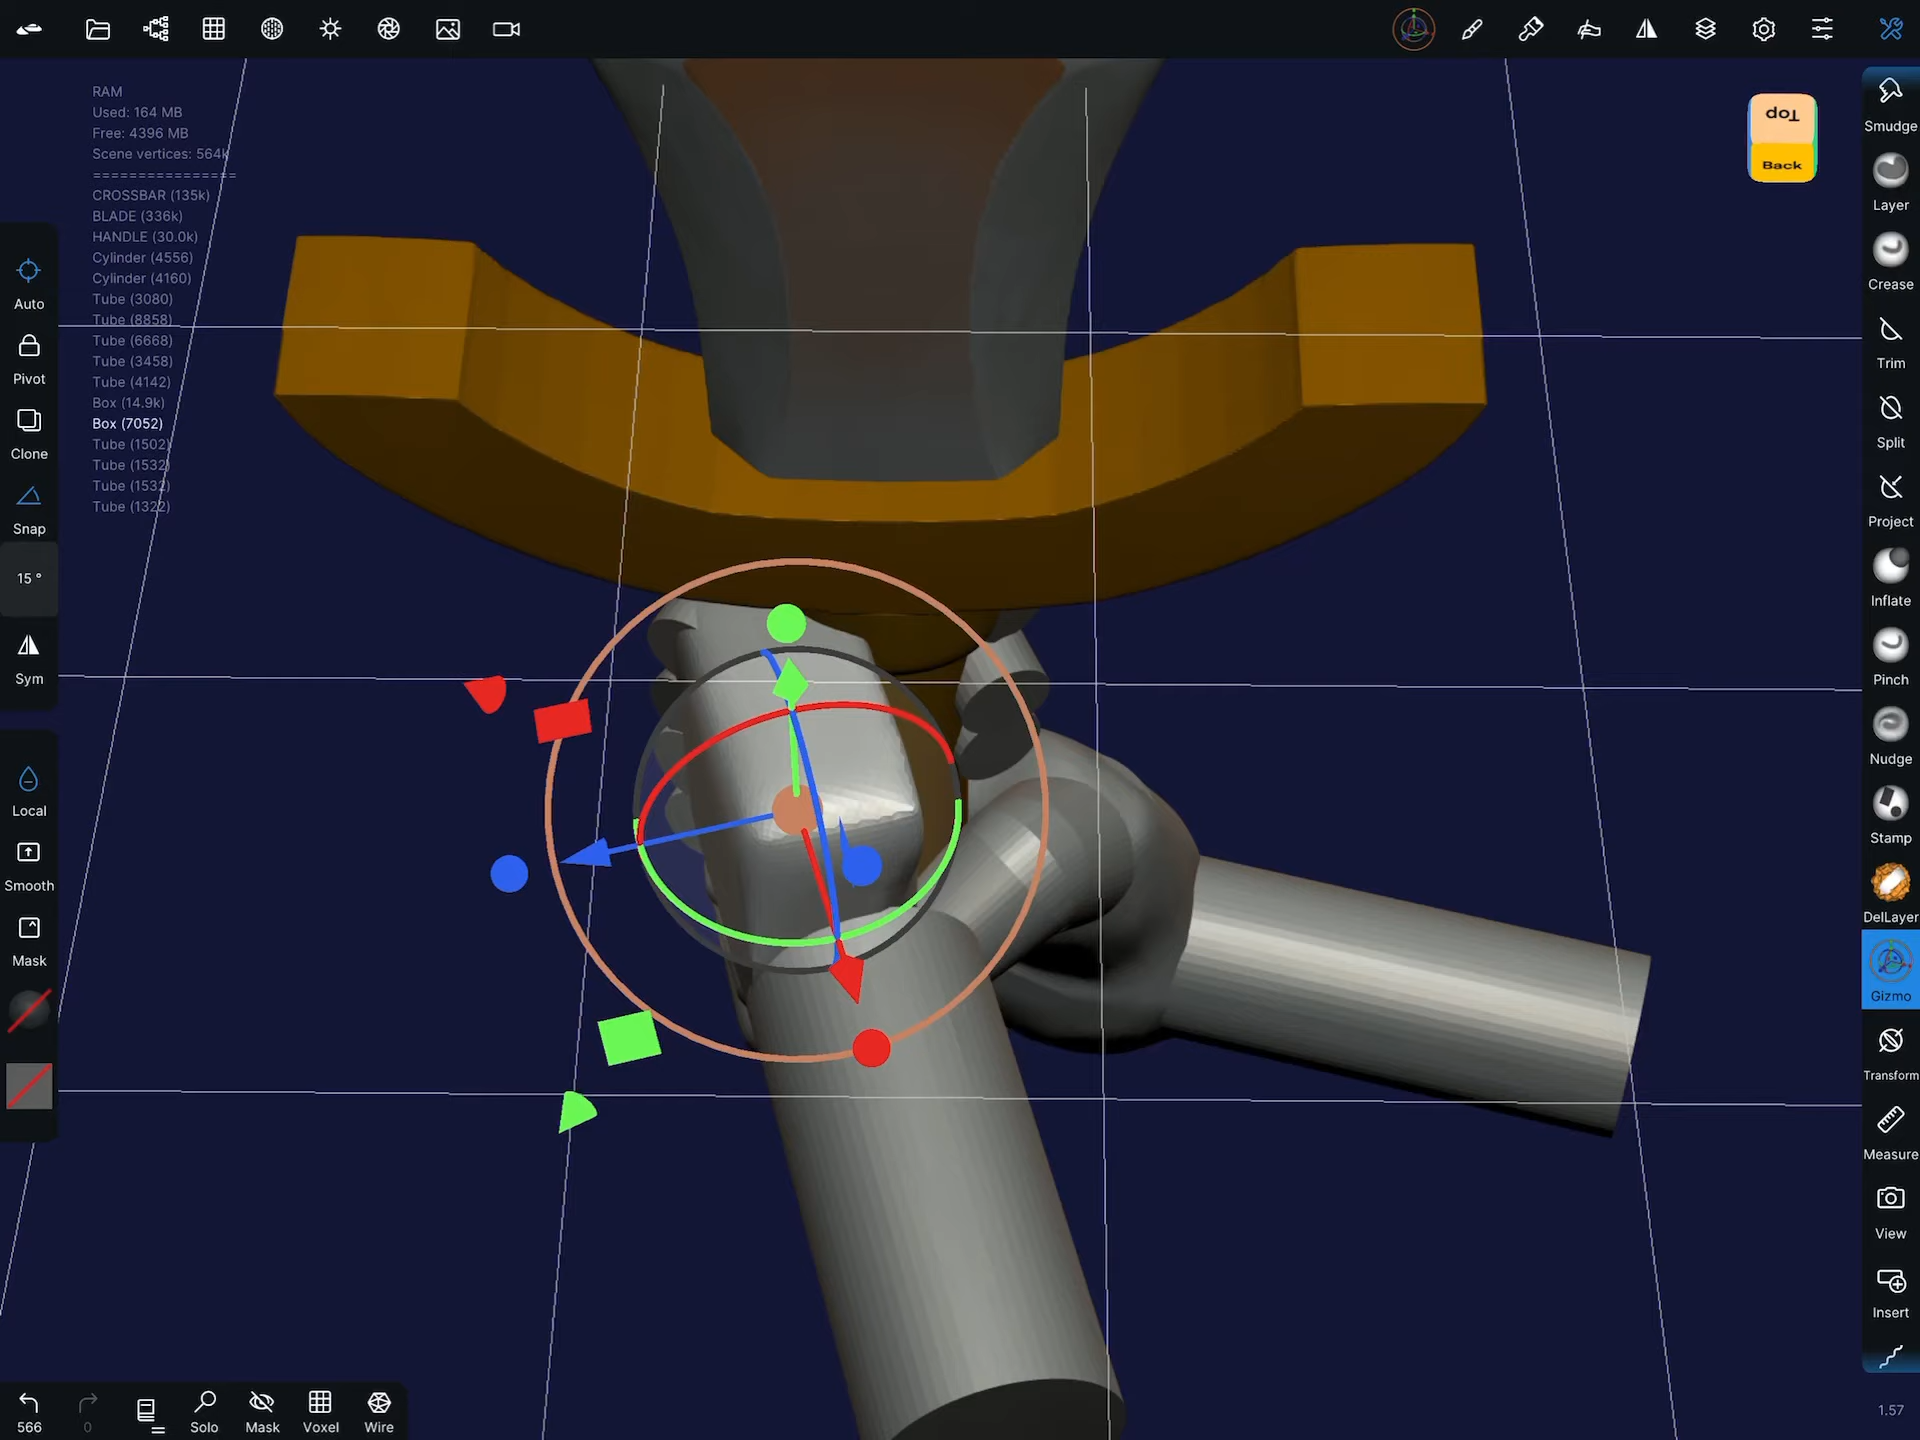 RAM
Used: 164 MB
Free: 4396 MB
Scene vertices: 564k
=================
CROSSBAR (135k)
BLADE (336k)
HANDLE (30.0k)
Cylinder (4556)
Cylinder (4160)
Tube (3080)
Tube (8858)
Tube (6668)
Tube (3458)
Tube (4142)
Box (14.9k)
Box (7052)
Tube (1502)
Tube (1532)
Tube (1532)
Tube (1322)
Auto
Pivot
Clone
Snap
15 °
Sym
Local
Smooth
Mask
Top
Back
Smudge
Layer
Crease
Trim
Split
Project
Inflate
Pinch
Nudge
Stamp
DelLayer
Gizmo
Transform
Measure
View
Insert
566
0
Solo
Mask
Voxel
Wire
1.57